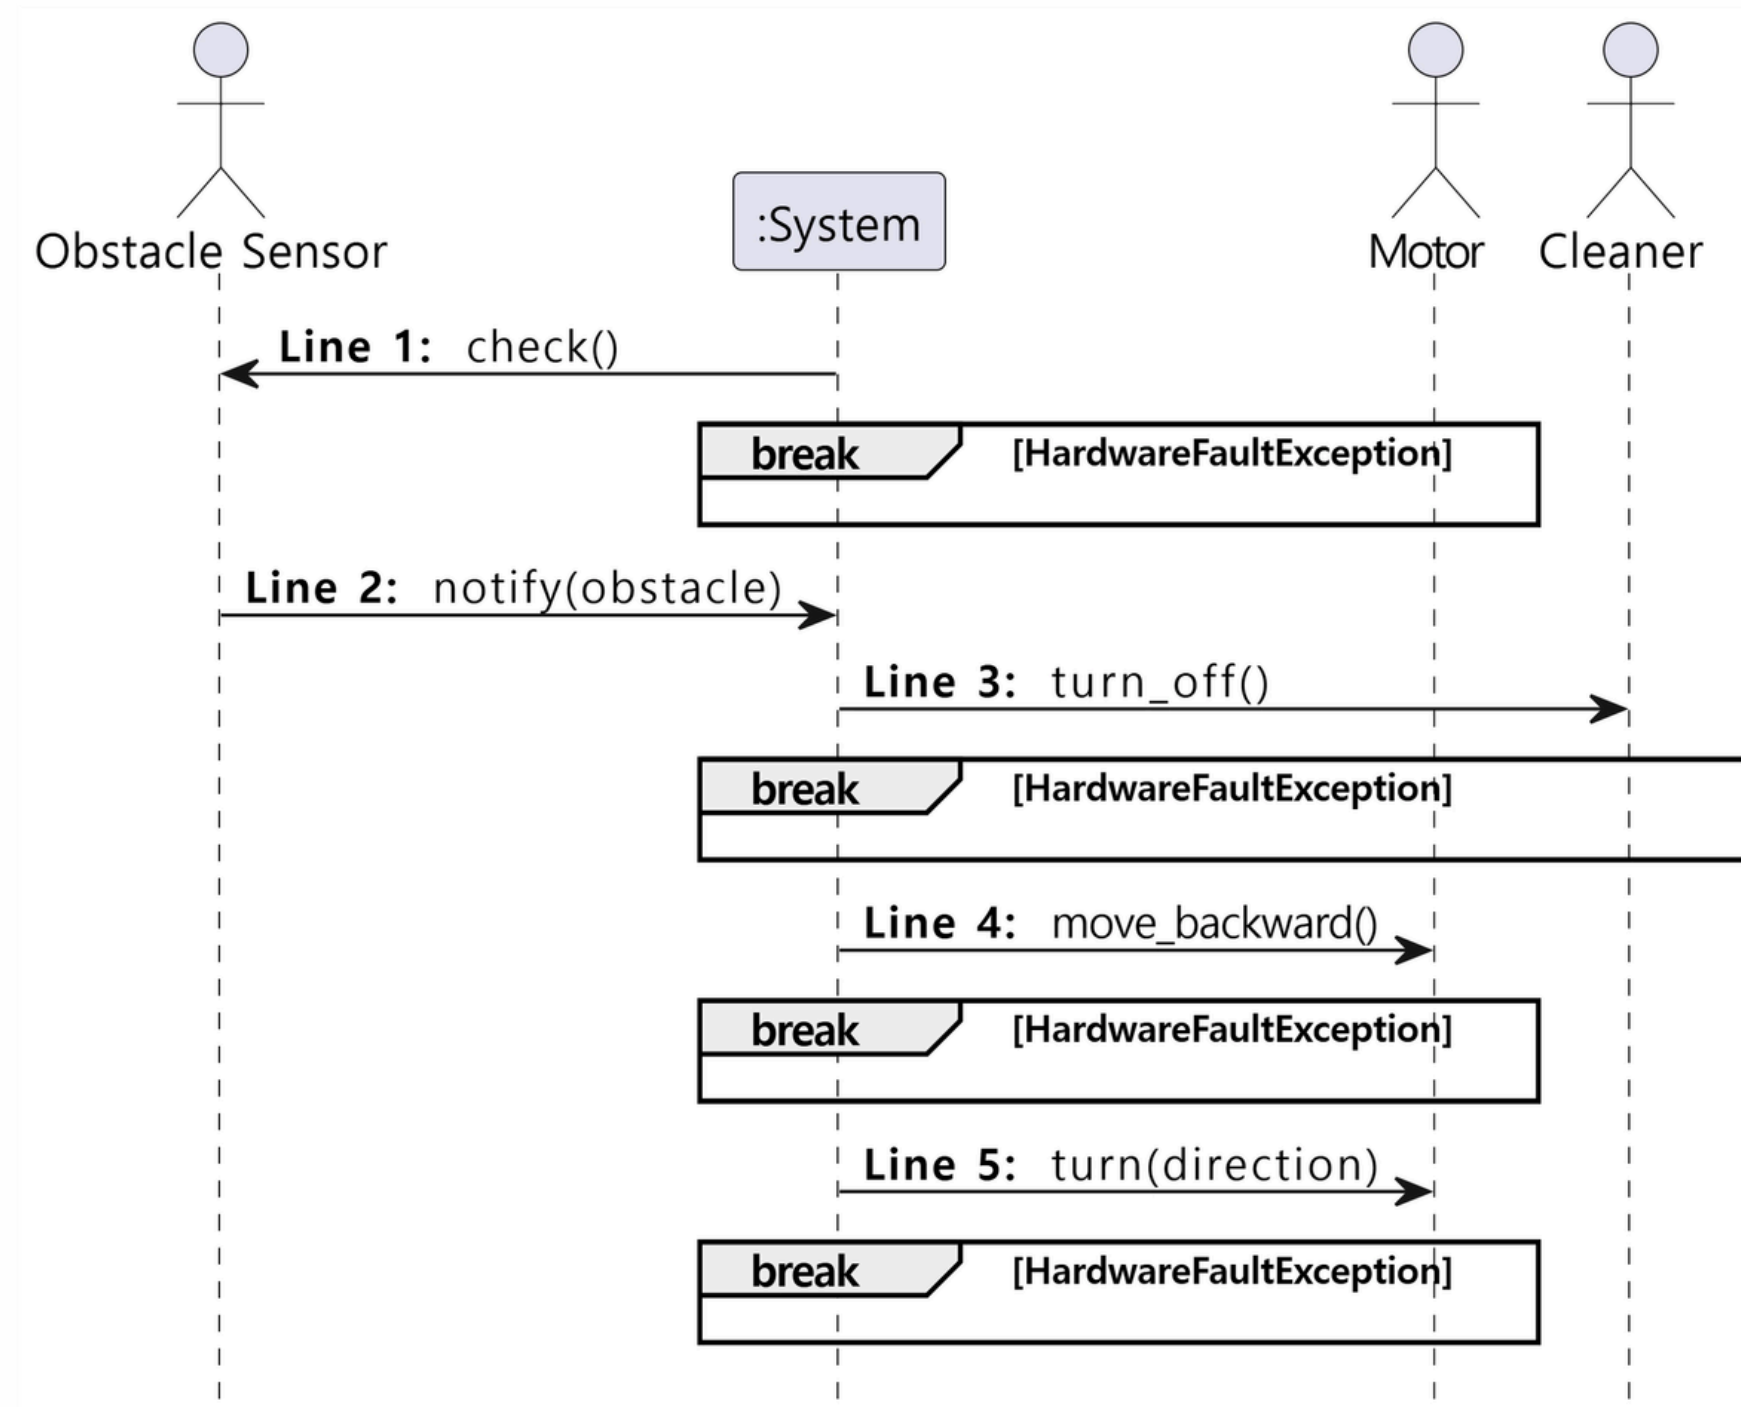 Obstacle Sensor
:System
Motor
Cleaner
Line 1: check()
break [HardwareFaultException]
Line 2: notify(obstacle)
Line 3: turn_off()
break [HardwareFaultException]
Line 4: move_backward()
break [HardwareFaultException]
Line 5: turn(direction)
break [HardwareFaultException]